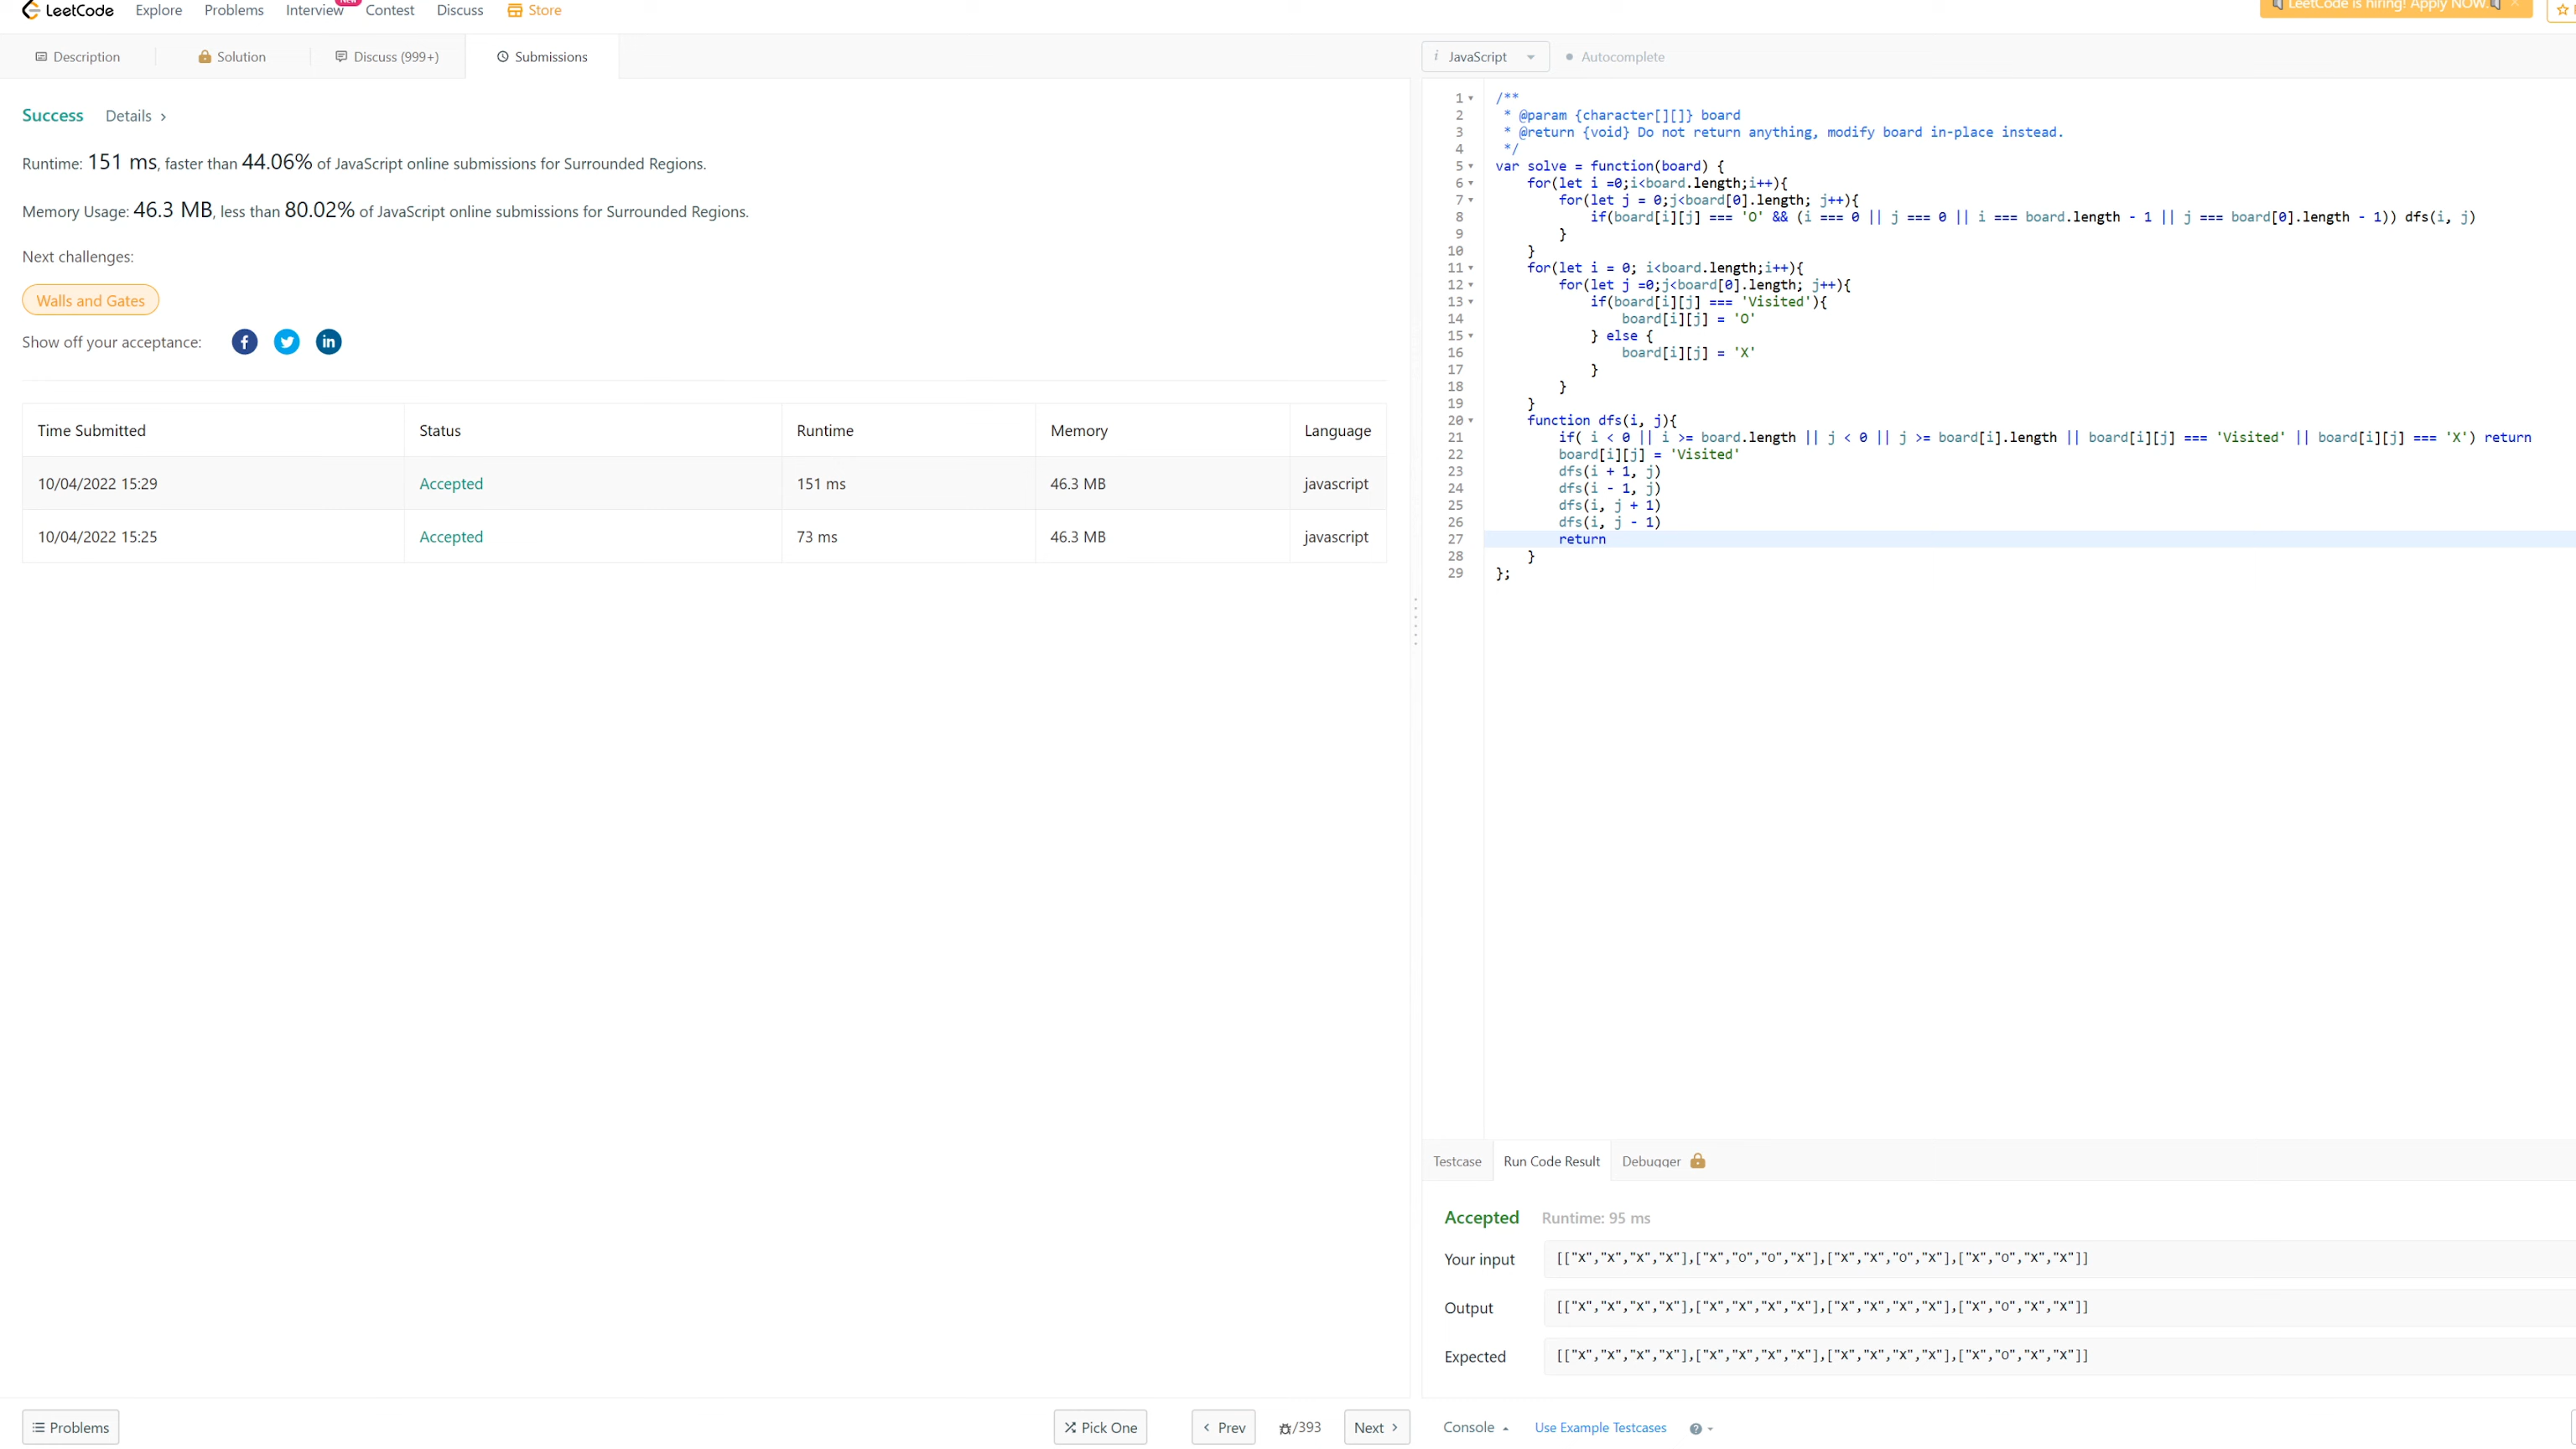 LeetCode Explore Problems Interview New Contest Discuss Store
LeetCode is hiring! Apply NOW.
Description Solution Discuss (999+) Submissions
JavaScript Autocomplete
Success Details >
Runtime: 151 ms, faster than 44.06% of JavaScript online submissions for Surrounded Regions.
Memory Usage: 46.3 MB, less than 80.02% of JavaScript online submissions for Surrounded Regions.
Next challenges:
Walls and Gates
Show off your acceptance:
Time Submitted Status Runtime Memory Language
10/04/2022 15:29 Accepted 151 ms 46.3 MB javascript
10/04/2022 15:25 Accepted 73 ms 46.3 MB javascript
1 /**
2 * @param {character[][]} board
3 * @return {void} Do not return anything, modify board in-place instead.
4 */
5 var solve = function(board) {
6 for(let i =0;i<board.length;i++){
7 for(let j = 0;j<board[0].length; j++){
8 if(board[i][j] === 'O' && (i === 0 || j === 0 || i === board.length - 1 || j === board[0].length - 1)) dfs(i, j)
9 }
10 }
11 for(let i = 0; i<board.length;i++){
12 for(let j =0;j<board[0].length; j++){
13 if(board[i][j] === 'Visited'){
14 board[i][j] = 'O'
15 } else {
16 board[i][j] = 'X'
17 }
18 }
19 }
20 function dfs(i, j){
21 if( i < 0 || i >= board.length || j < 0 || j >= board[i].length || board[i][j] === 'Visited' || board[i][j] === 'X') return
22 board[i][j] = 'Visited'
23 dfs(i + 1, j)
24 dfs(i - 1, j)
25 dfs(i, j + 1)
26 dfs(i, j - 1)
27 return
28 }
29 };
Testcase Run Code Result Debugger
Accepted Runtime: 95 ms
Your input [["X","X","X","X"],["X","O","O","X"],["X","X","O","X"],["X","O","X","X"]]
Output [["X","X","X","X"],["X","X","X","X"],["X","X","X","X"],["X","O","X","X"]]
Expected [["X","X","X","X"],["X","X","X","X"],["X","X","X","X"],["X","O","X","X"]]
Problems Pick One < Prev /393 Next > Console Use Example Testcases ?